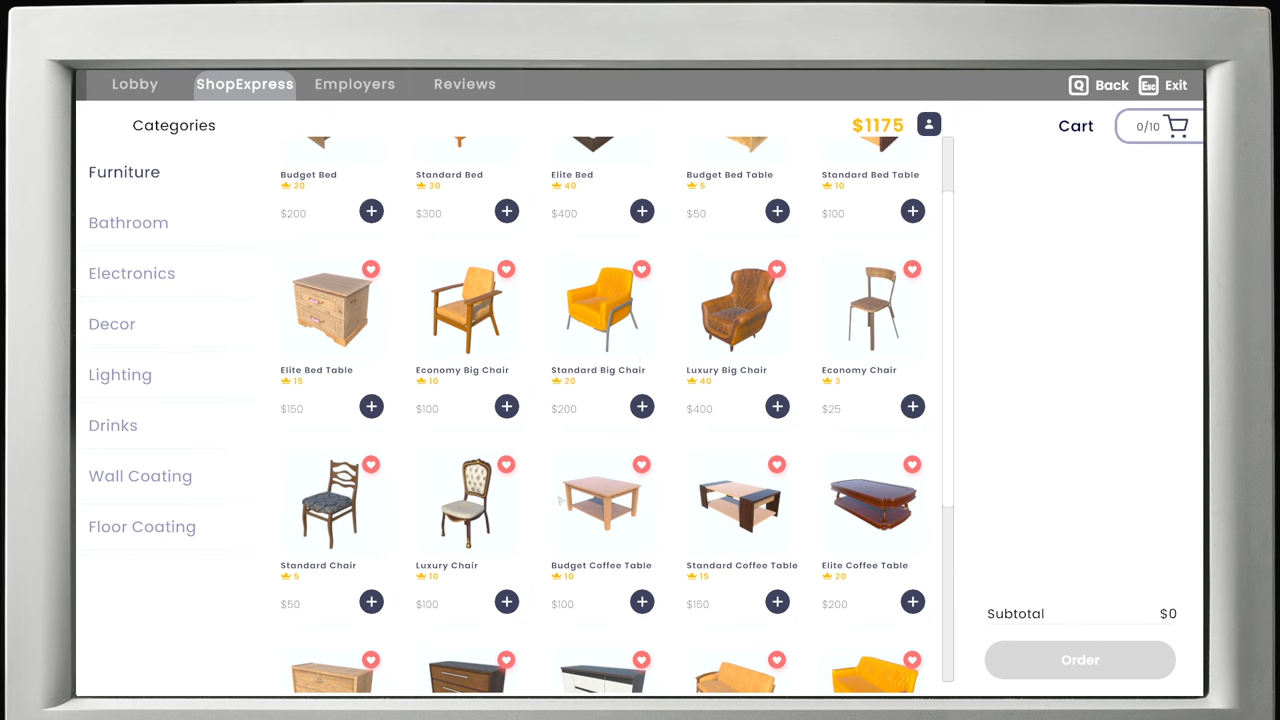 Lobby ShopExpress Employers Reviews Q Back Esc Exit
Categories $1175 Cart 0/10
Furniture
Bathroom
Electronics
Decor
Lighting
Drinks
Wall Coating
Floor Coating
Budget Bed Standard Bed Elite Bed Budget Bed Table Standard Bed Table
20 30 40 5 10
$200 $300 $400 $50 $100
Elite Bed Table Economy Big Chair Standard Big Chair Luxury Big Chair Economy Chair
15 10 20 40 3
$150 $100 $200 $400 $25
Standard Chair Luxury Chair Budget Coffee Table Standard Coffee Table Elite Coffee Table
5 10 10 15 20
$50 $100 $100 $150 $200
Subtotal $0
Order